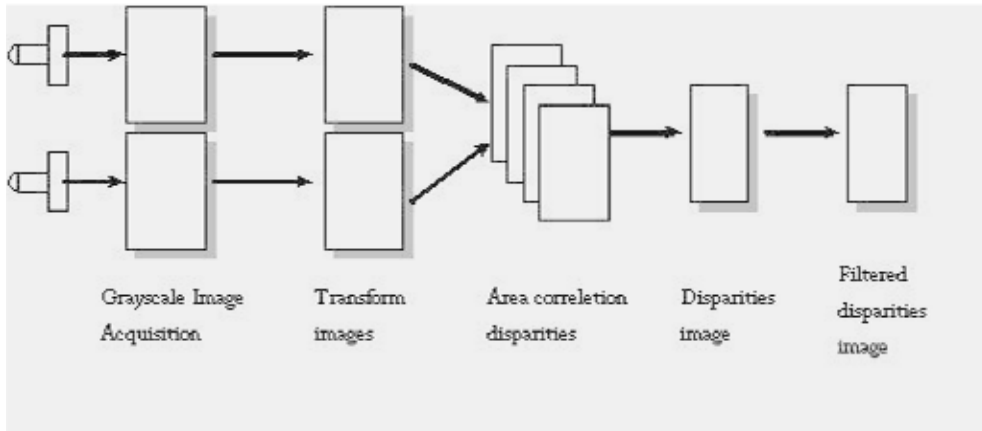 Grayscale Image
Acquisition
Transform
images
Area correletion
disparities
Disparities
image
Filtered
disparities
image